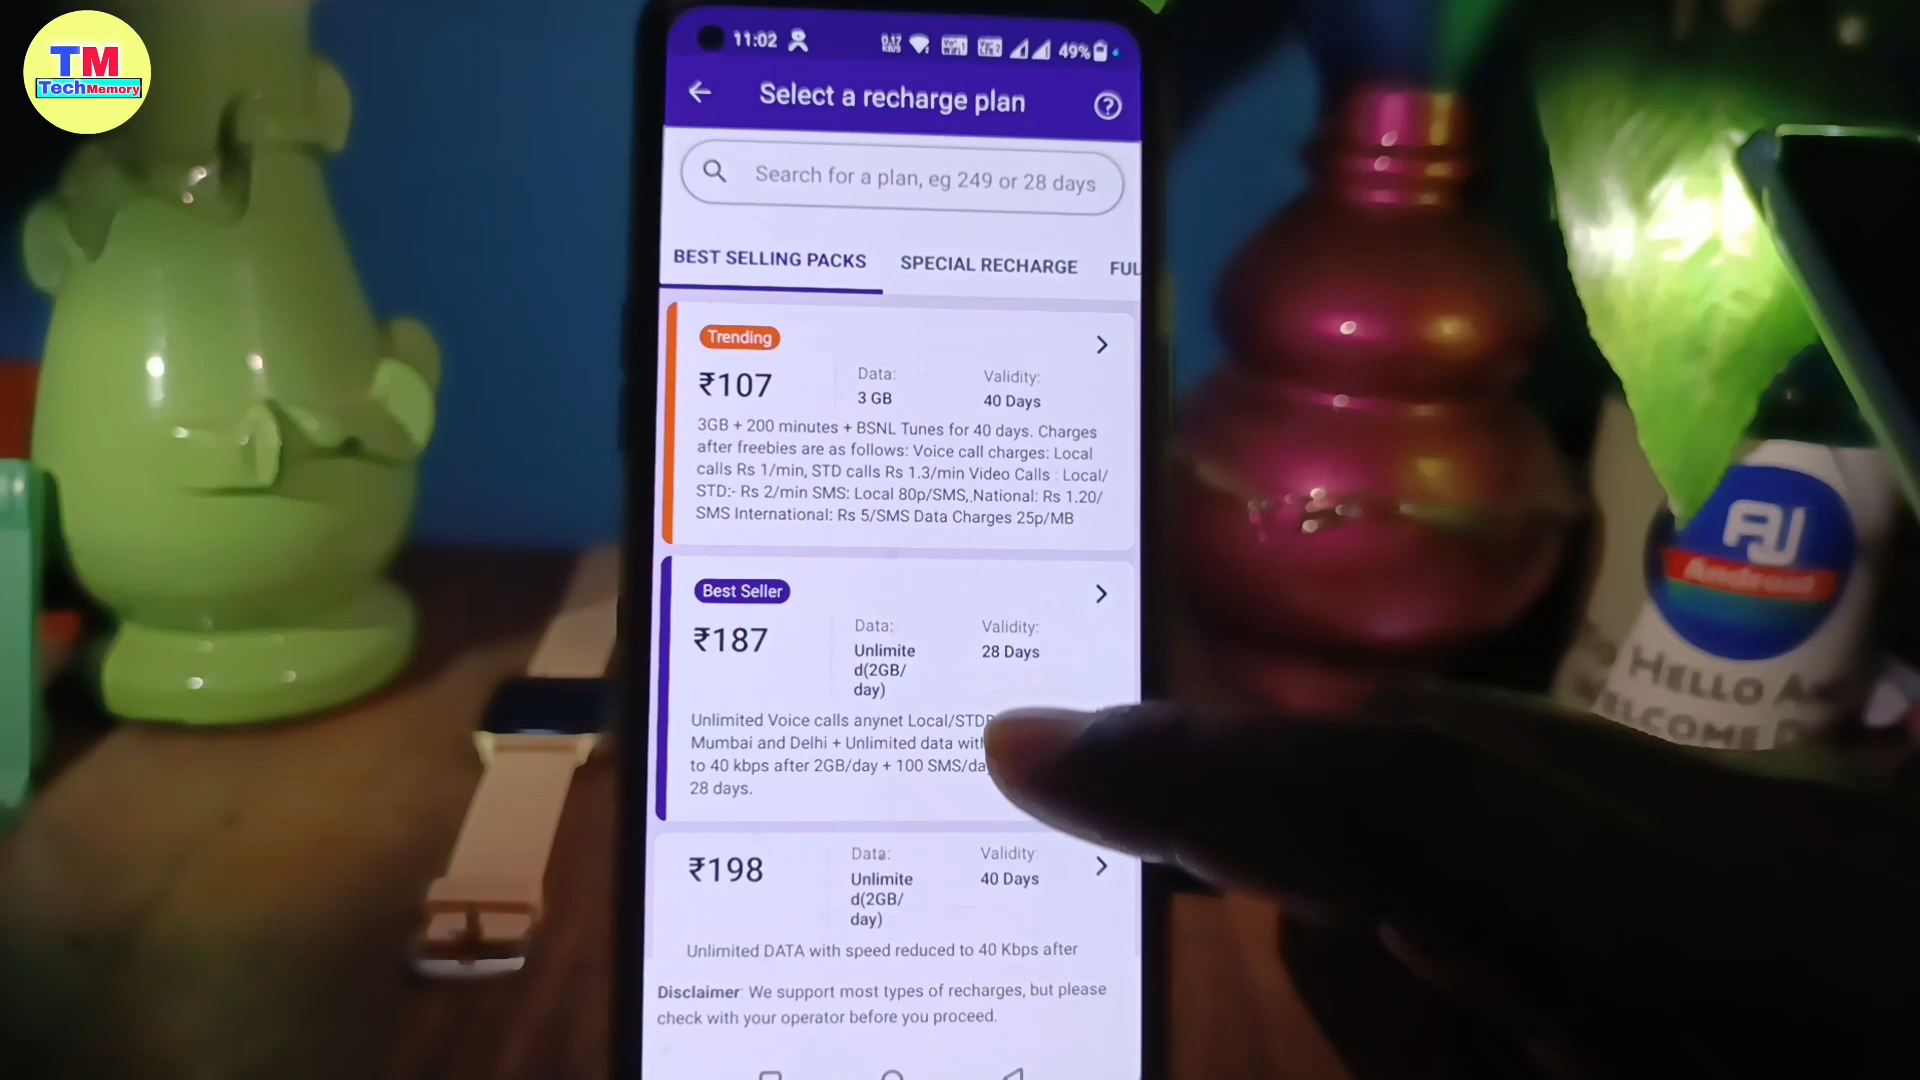 TM
TechMemory
11:02
49%
Select a recharge plan
Search for a plan, eg 249 or 28 days
BEST SELLING PACKS SPECIAL RECHARGE FUL
Trending
₹107
Data:
3 GB
Validity:
40 Days
3GB + 200 minutes + BSNL Tunes for 40 days. Charges
after freebies are as follows: Voice call charges: Local
calls Rs 1/min, STD calls Rs 1.3/min Video Calls : Local/
STD:- Rs 2/min SMS: Local 80p/SMS, National: Rs 1.20/
SMS International: Rs 5/SMS Data Charges 25p/MB
Best Seller
₹187
Data:
Unlimite
d(2GB/
day)
Validity:
28 Days
Unlimited Voice calls anynet Local/STD
Mumbai and Delhi + Unlimited data with
to 40 kbps after 2GB/day + 100 SMS/da
28 days.
₹198
Data:
Unlimite
d(2GB/
day)
Validity:
40 Days
Unlimited DATA with speed reduced to 40 Kbps after
Disclaimer: We support most types of recharges, but please
check with your operator before you proceed.
AJ
Android
HELLO